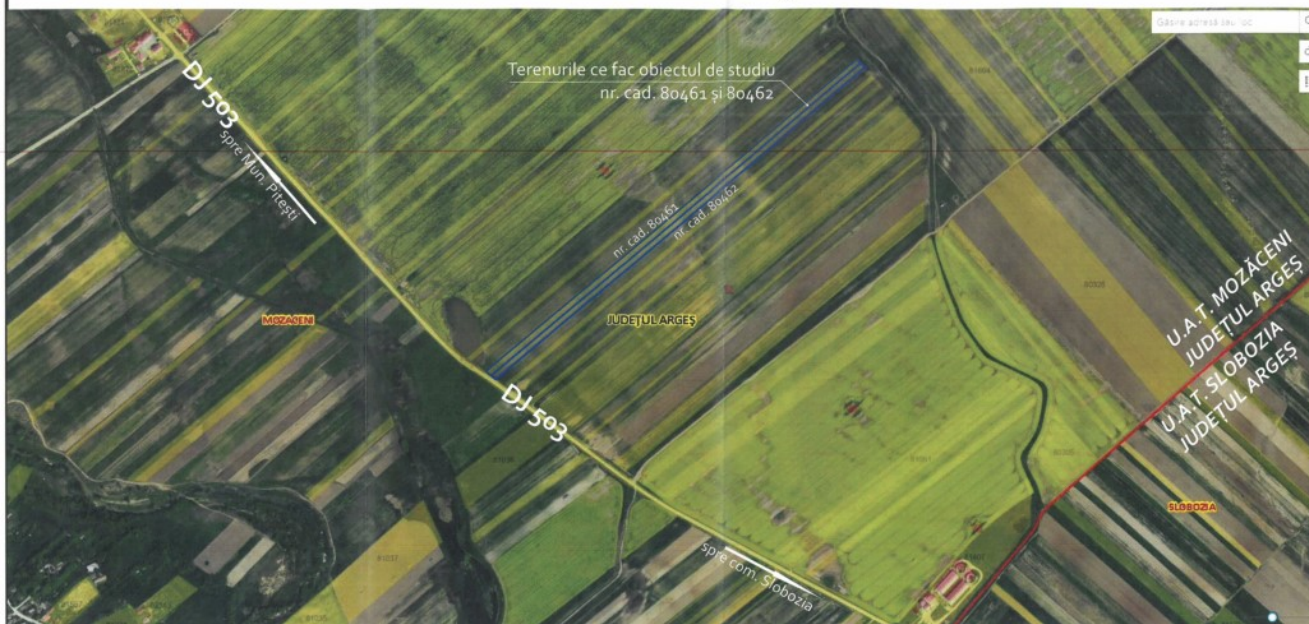 Găsire adresă sau loc
Terenurile ce fac obiectul de studiu
nr. cad. 80461 și 80462
DJ 503
spre Mun. Pitești
nr. cad. 80461
nr. cad. 80462
MOZACENI
JUDEȚUL ARGEȘ
U.A.T. MOZĂCENI
JUDEȚUL ARGEȘ
U.A.T. SLOBOZIA
JUDEȚUL ARGEȘ
DJ 503
SLOBOZIA
spre com. Slobozia